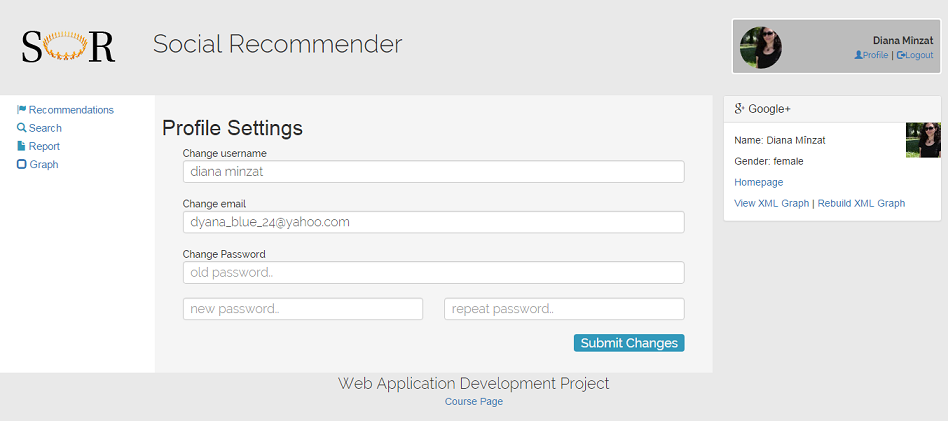 SOR
Social Recommender
Diana Minzat
Profile | Logout
Recommendations
Search
Report
Graph
Profile Settings
Change username
diana minzat
Change email
dyana_blue_24@yahoo.com
Change Password
old password..
new password.. repeat password..
Submit Changes
Google+
Name: Diana Mînzat
Gender: female
Homepage
View XML Graph | Rebuild XML Graph
Web Application Development Project
Course Page